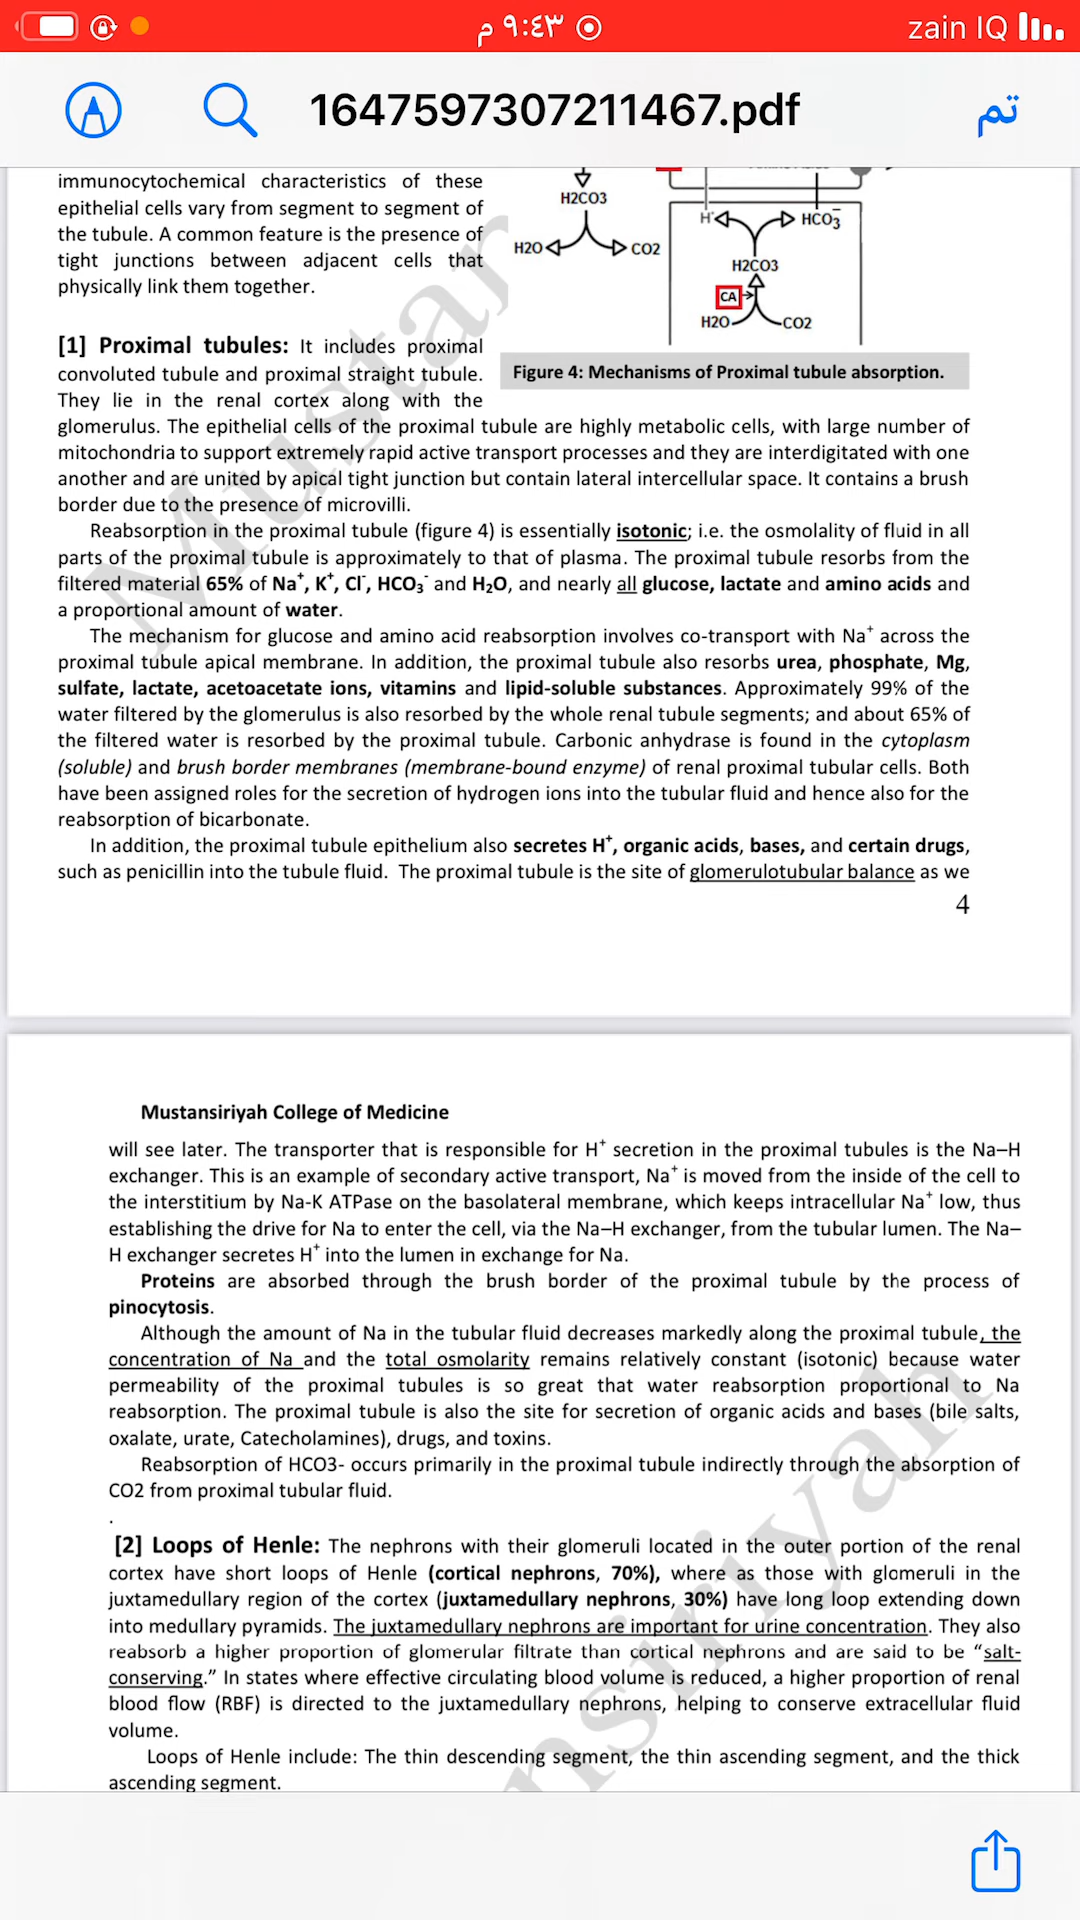 ٩:٤٣ م
zain IQ
1647597307211467.pdf
تم
immunocytochemical characteristics of these
epithelial cells vary from segment to segment of
the tubule. A common feature is the presence of
tight junctions between adjacent cells that
physically link them together.
H2CO3
H2O
CO2
H⁺
HCO₃⁻
H2CO3
CA
H2O
CO2
Figure 4: Mechanisms of Proximal tubule absorption.
[1] Proximal tubules: It includes proximal
convoluted tubule and proximal straight tubule.
They lie in the renal cortex along with the
glomerulus. The epithelial cells of the proximal tubule are highly metabolic cells, with large number of
mitochondria to support extremely rapid active transport processes and they are interdigitated with one
another and are united by apical tight junction but contain lateral intercellular space. It contains a brush
border due to the presence of microvilli.
Reabsorption in the proximal tubule (figure 4) is essentially isotonic; i.e. the osmolality of fluid in all
parts of the proximal tubule is approximately to that of plasma. The proximal tubule resorbs from the
filtered material 65% of Na⁺, K⁺, Cl⁻, HCO₃⁻ and H₂O, and nearly all glucose, lactate and amino acids and
a proportional amount of water.
The mechanism for glucose and amino acid reabsorption involves co-transport with Na⁺ across the
proximal tubule apical membrane. In addition, the proximal tubule also resorbs urea, phosphate, Mg,
sulfate, lactate, acetoacetate ions, vitamins and lipid-soluble substances. Approximately 99% of the
water filtered by the glomerulus is also resorbed by the whole renal tubule segments; and about 65% of
the filtered water is resorbed by the proximal tubule. Carbonic anhydrase is found in the cytoplasm
(soluble) and brush border membranes (membrane-bound enzyme) of renal proximal tubular cells. Both
have been assigned roles for the secretion of hydrogen ions into the tubular fluid and hence also for the
reabsorption of bicarbonate.
In addition, the proximal tubule epithelium also secretes H⁺, organic acids, bases, and certain drugs,
such as penicillin into the tubule fluid. The proximal tubule is the site of glomerulotubular balance as we
4
Mustansiriyah College of Medicine
will see later. The transporter that is responsible for H⁺ secretion in the proximal tubules is the Na–H
exchanger. This is an example of secondary active transport, Na⁺ is moved from the inside of the cell to
the interstitium by Na-K ATPase on the basolateral membrane, which keeps intracellular Na⁺ low, thus
establishing the drive for Na to enter the cell, via the Na–H exchanger, from the tubular lumen. The Na–
H exchanger secretes H⁺ into the lumen in exchange for Na.
Proteins are absorbed through the brush border of the proximal tubule by the process of
pinocytosis.
Although the amount of Na in the tubular fluid decreases markedly along the proximal tubule, the
concentration of Na and the total osmolarity remains relatively constant (isotonic) because water
permeability of the proximal tubules is so great that water reabsorption proportional to Na
reabsorption. The proximal tubule is also the site for secretion of organic acids and bases (bile salts,
oxalate, urate, Catecholamines), drugs, and toxins.
Reabsorption of HCO3- occurs primarily in the proximal tubule indirectly through the absorption of
CO2 from proximal tubular fluid.
.
[2] Loops of Henle: The nephrons with their glomeruli located in the outer portion of the renal
cortex have short loops of Henle (cortical nephrons, 70%), where as those with glomeruli in the
juxtamedullary region of the cortex (juxtamedullary nephrons, 30%) have long loop extending down
into medullary pyramids. The juxtamedullary nephrons are important for urine concentration. They also
reabsorb a higher proportion of glomerular filtrate than cortical nephrons and are said to be “salt-
conserving.” In states where effective circulating blood volume is reduced, a higher proportion of renal
blood flow (RBF) is directed to the juxtamedullary nephrons, helping to conserve extracellular fluid
volume.
Loops of Henle include: The thin descending segment, the thin ascending segment, and the thick
ascending segment.